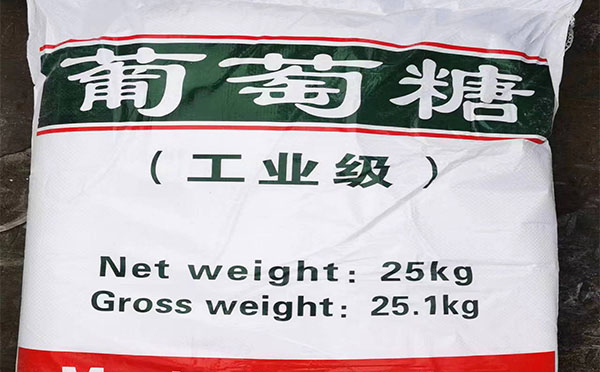 葡萄糖
（工业级）
Net weight: 25kg
Gross weight: 25.1kg